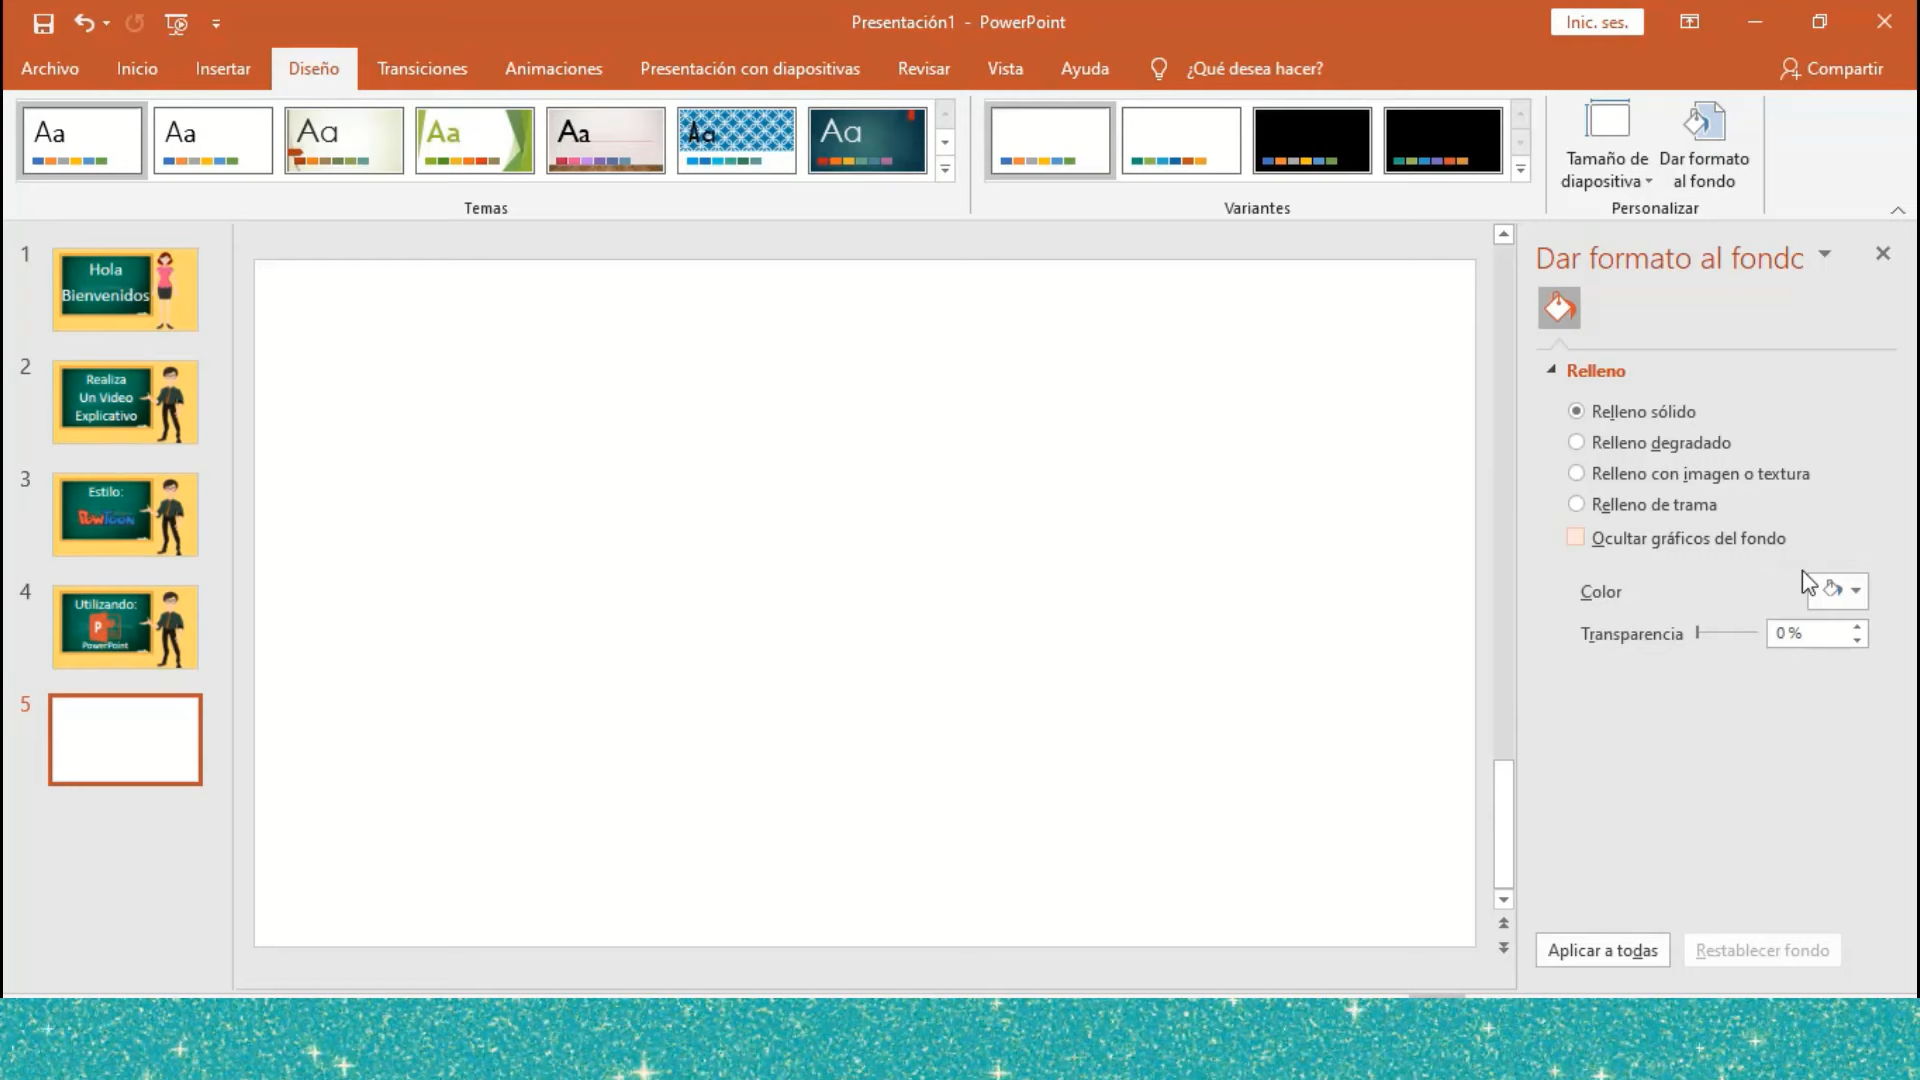 Presentación1 - PowerPoint
Inic. ses.
Archivo Inicio Insertar Diseño Transiciones Animaciones Presentación con diapositivas Revisar Vista Ayuda ¿Qué desea hacer? Compartir
Aa Aa Aa Aa Aa Aa Aa
Tamaño de diapositiva
Dar formato al fondo
Temas Variantes Personalizar
1
Hola
Bienvenidos
2
Realiza
Un Video
Explicativo
3
Estilo:
PowToon
4
Utilizando:
P
PowerPoint
5
Dar formato al fondc
Relleno
Relleno sólido
Relleno degradado
Relleno con imagen o textura
Relleno de trama
Ocultar gráficos del fondo
Color
Transparencia 0 %
Aplicar a todas Restablecer fondo